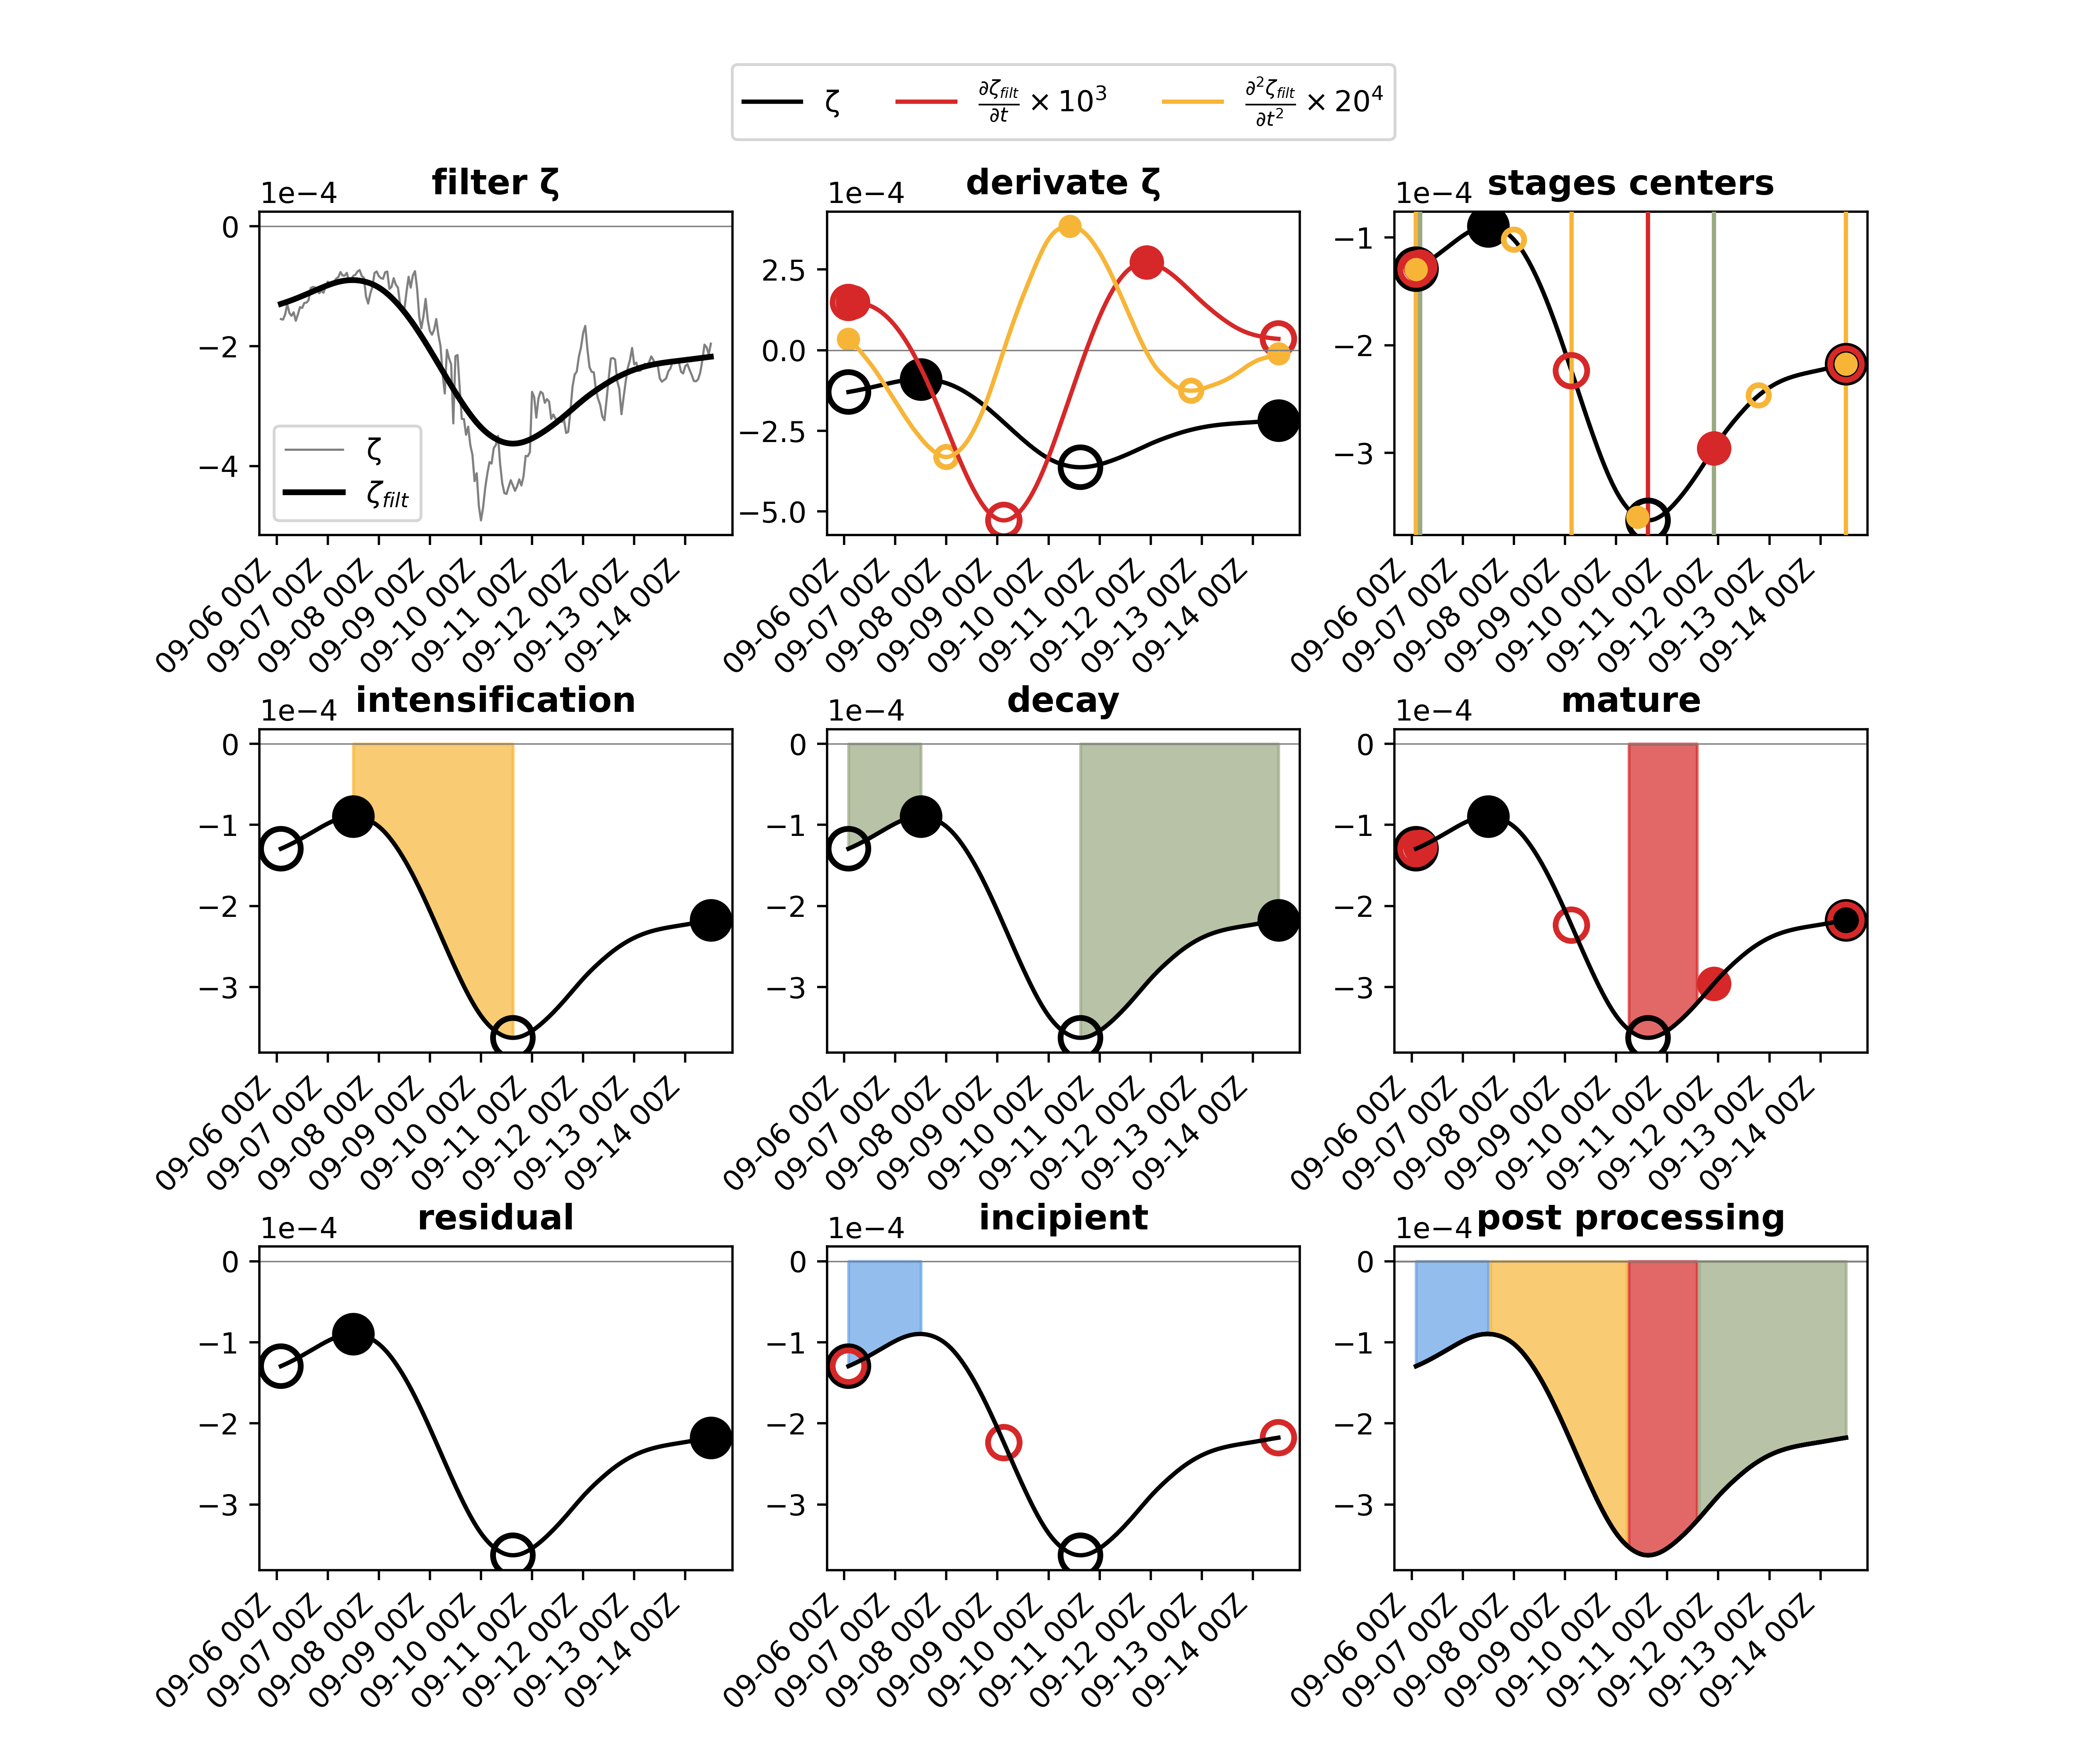 ζ ∂ζ_filt/∂t × 10³ ∂²ζ_filt/∂t² × 20⁴
filter ζ
1e−4
0
−2
−4
ζ
ζ_filt
09-06 00Z
09-07 00Z
09-08 00Z
09-09 00Z
09-10 00Z
09-11 00Z
09-12 00Z
09-13 00Z
09-14 00Z
derivate ζ
1e−4
2.5
0.0
−2.5
−5.0
09-06 00Z
09-07 00Z
09-08 00Z
09-09 00Z
09-10 00Z
09-11 00Z
09-12 00Z
09-13 00Z
09-14 00Z
stages centers
1e−4
−1
−2
−3
09-06 00Z
09-07 00Z
09-08 00Z
09-09 00Z
09-10 00Z
09-11 00Z
09-12 00Z
09-13 00Z
09-14 00Z
intensification
1e−4
0
−1
−2
−3
09-06 00Z
09-07 00Z
09-08 00Z
09-09 00Z
09-10 00Z
09-11 00Z
09-12 00Z
09-13 00Z
09-14 00Z
decay
1e−4
0
−1
−2
−3
09-06 00Z
09-07 00Z
09-08 00Z
09-09 00Z
09-10 00Z
09-11 00Z
09-12 00Z
09-13 00Z
09-14 00Z
mature
1e−4
0
−1
−2
−3
09-06 00Z
09-07 00Z
09-08 00Z
09-09 00Z
09-10 00Z
09-11 00Z
09-12 00Z
09-13 00Z
09-14 00Z
residual
1e−4
0
−1
−2
−3
09-06 00Z
09-07 00Z
09-08 00Z
09-09 00Z
09-10 00Z
09-11 00Z
09-12 00Z
09-13 00Z
09-14 00Z
incipient
1e−4
0
−1
−2
−3
09-06 00Z
09-07 00Z
09-08 00Z
09-09 00Z
09-10 00Z
09-11 00Z
09-12 00Z
09-13 00Z
09-14 00Z
post processing
1e−4
0
−1
−2
−3
09-06 00Z
09-07 00Z
09-08 00Z
09-09 00Z
09-10 00Z
09-11 00Z
09-12 00Z
09-13 00Z
09-14 00Z